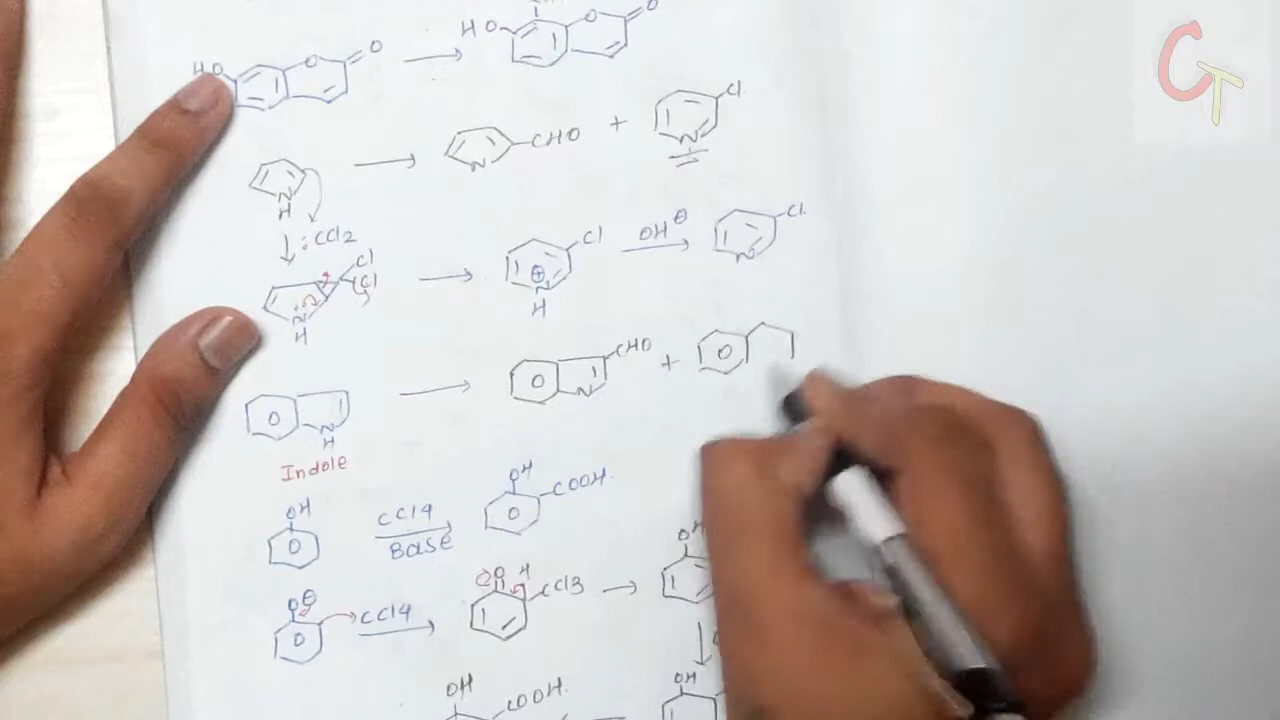 HO O O → HO O O
CT
N H → N CHO + N Cl
↓ :CCl2
N H Cl Cl → ⊕ N H Cl OH⊖ → N Cl
N H → N CHO +
Indole
OH CCl4 Base → OH COOH.
O⊖ CCl4 → O H CCl3 → OH
OH COOH. OH